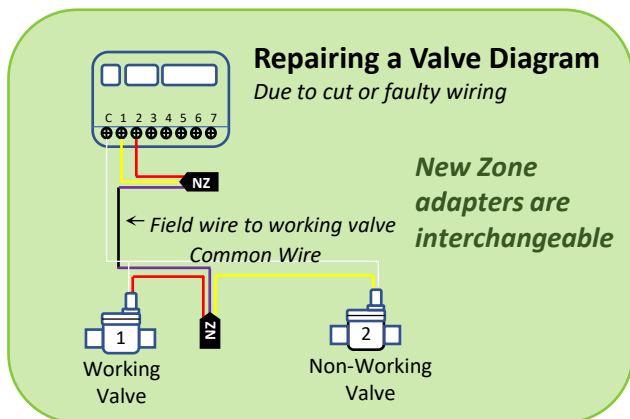 Repairing a Valve Diagram
Due to cut or faulty wiring
C 1 2 3 4 5 6 7
NZ
New Zone
adapters are
interchangeable
← Field wire to working valve
Common Wire
1
NZ
2
Working
Valve
Non-Working
Valve